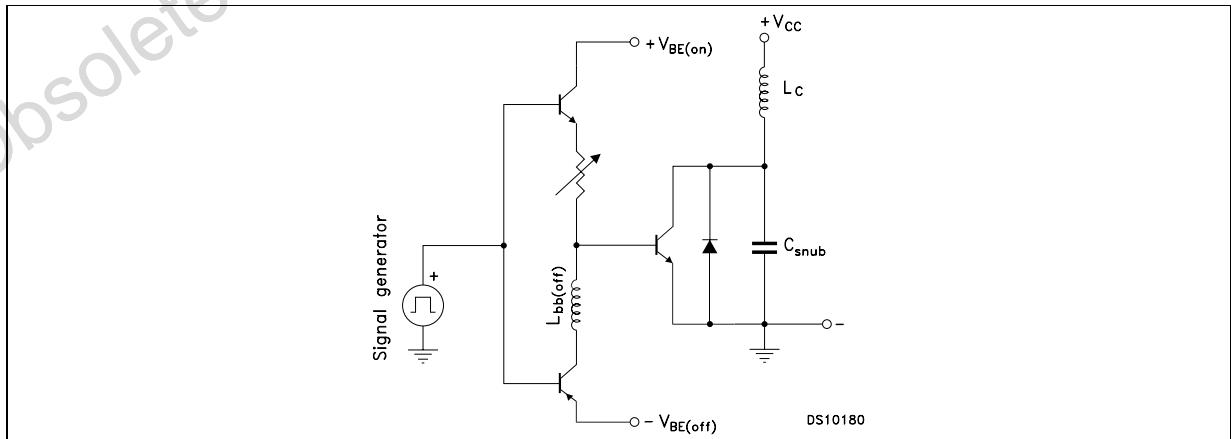 Obsolete
+VCC
+VBE(on)
LC
Signal generator
+
Lbb(off)
Csnub
-
-VBE(off)
DS10180